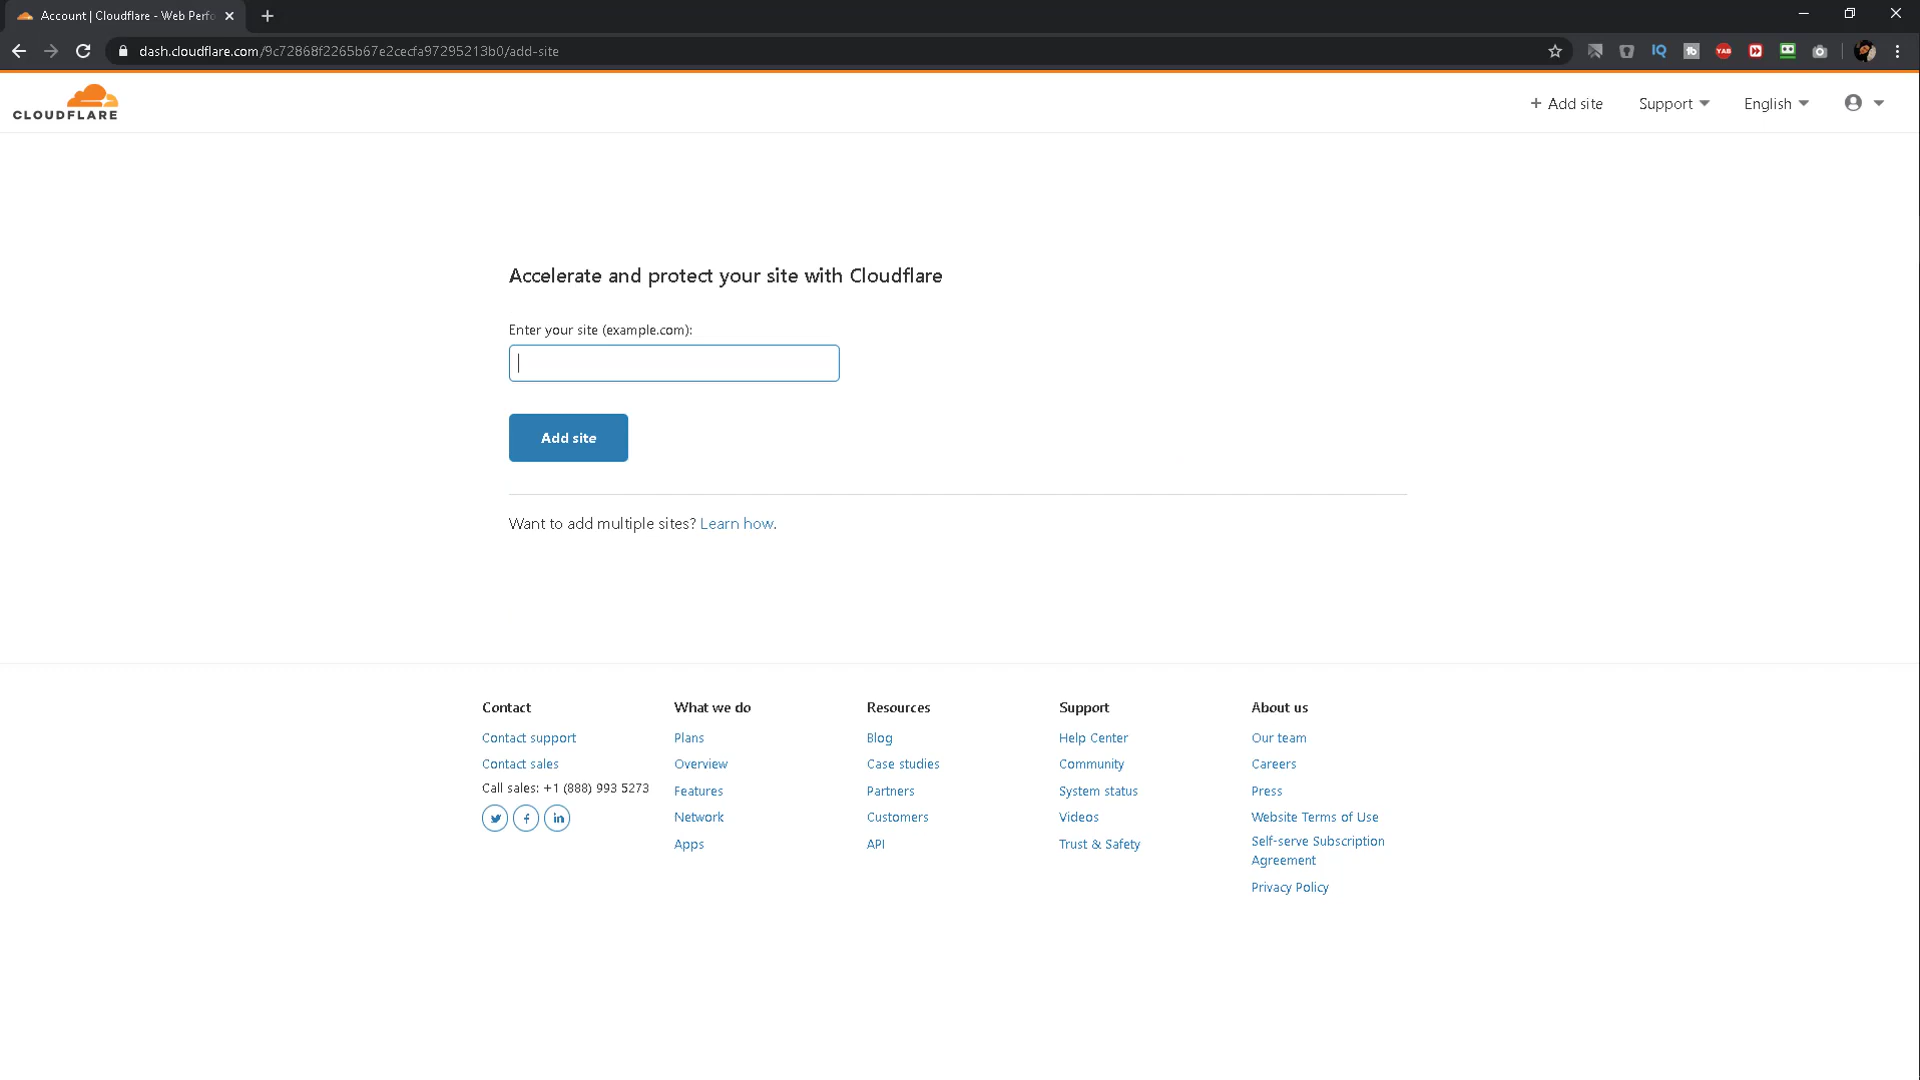 Account | Cloudflare - Web Perfo
dash.cloudflare.com/9c72868f2265b67e2cecfa97295213b0/add-site
IQ
YAB
CLOUDFLARE
+ Add site
Support
English
Accelerate and protect your site with Cloudflare
Enter your site (example.com):
Add site
Want to add multiple sites? Learn how.
Contact
Contact support
Contact sales
Call sales: +1 (888) 993 5273
What we do
Plans
Overview
Features
Network
Apps
Resources
Blog
Case studies
Partners
Customers
API
Support
Help Center
Community
System status
Videos
Trust & Safety
About us
Our team
Careers
Press
Website Terms of Use
Self-serve Subscription
Agreement
Privacy Policy